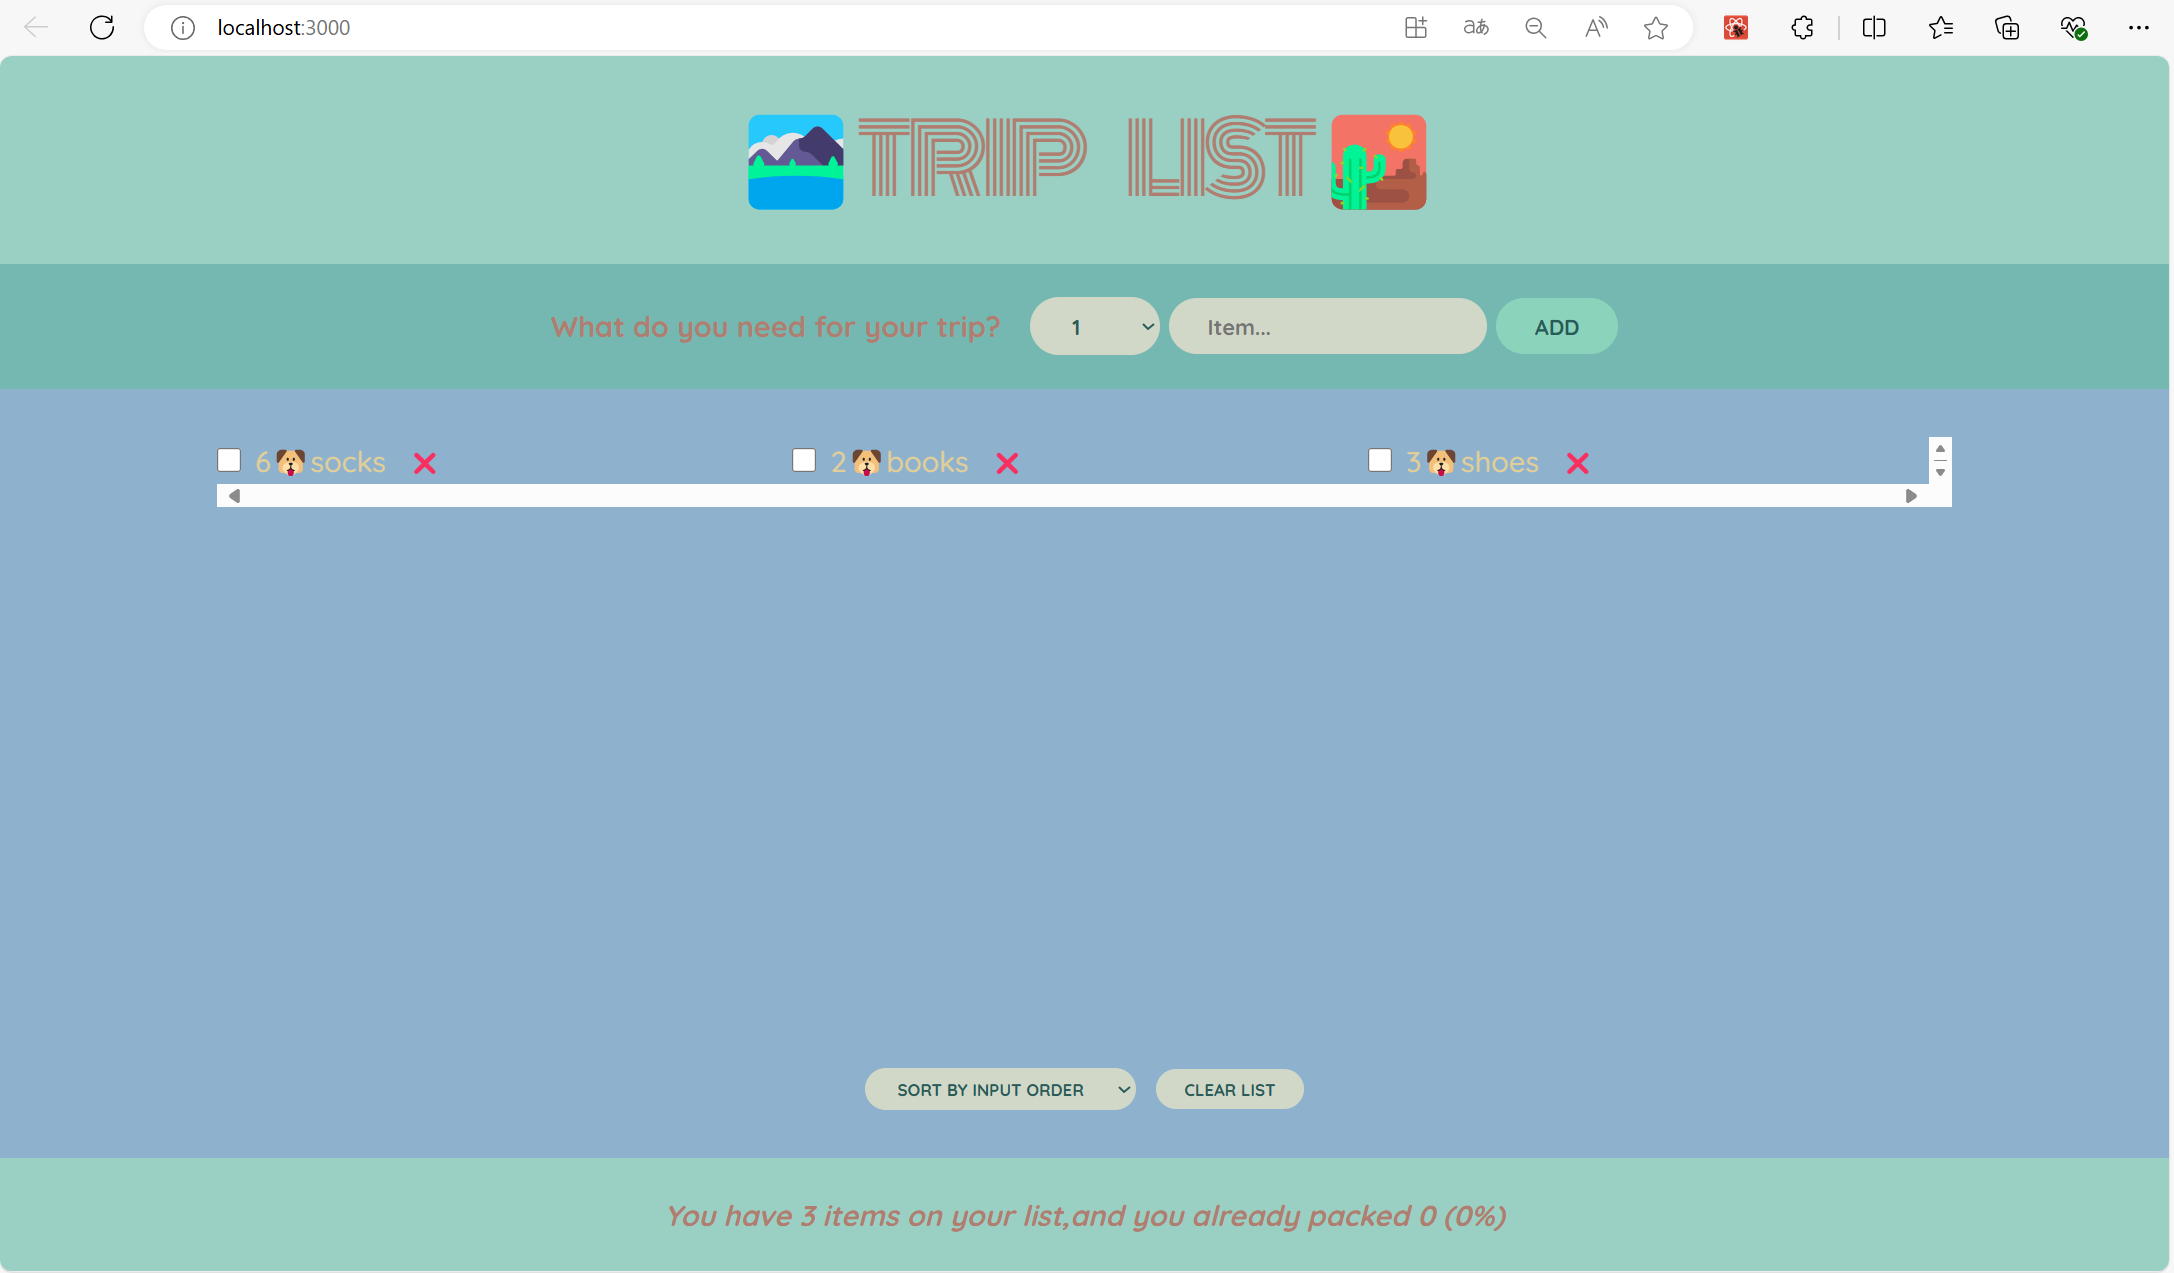 localhost:3000
TRIP LIST
What do you need for your trip? 1 Item... ADD
6🐶socks ❌ 2🐶books ❌ 3🐶shoes ❌
SORT BY INPUT ORDER CLEAR LIST
You have 3 items on your list,and you already packed 0 (0%)